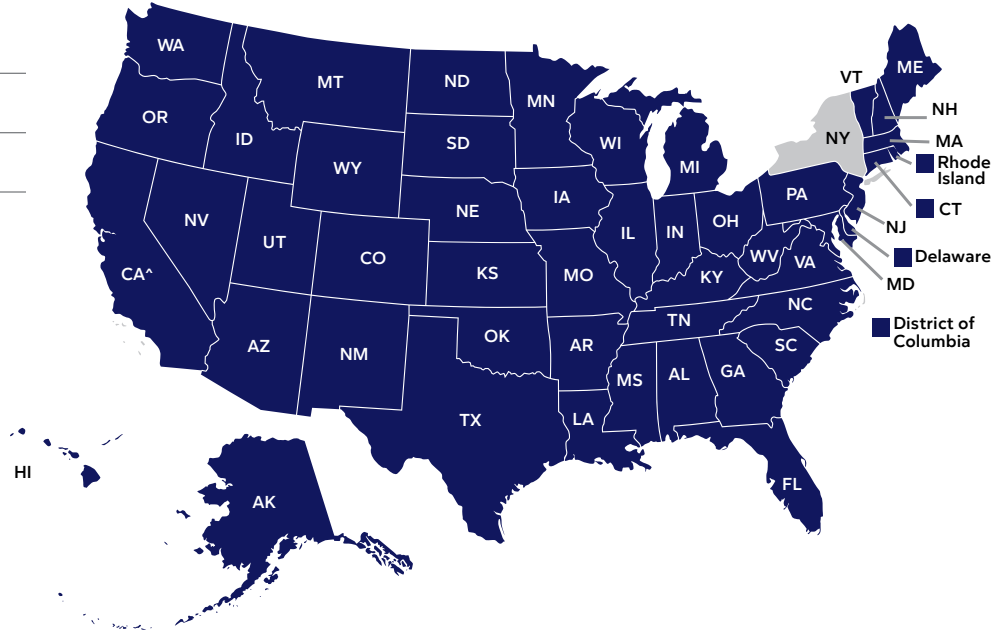 WA
MT
ND
MN
VT
ME
OR
ID
SD
WI
MI
NY
NH
MA
Rhode
Island
WY
IA
NE
PA
CT
NV
UT
CO
IL
IN
OH
NJ
CA^
KS
MO
KY
WV
VA
Delaware
MD
OK
TN
NC
District of
Columbia
AZ
NM
AR
SC
MS
AL
GA
TX
LA
HI
AK
FL